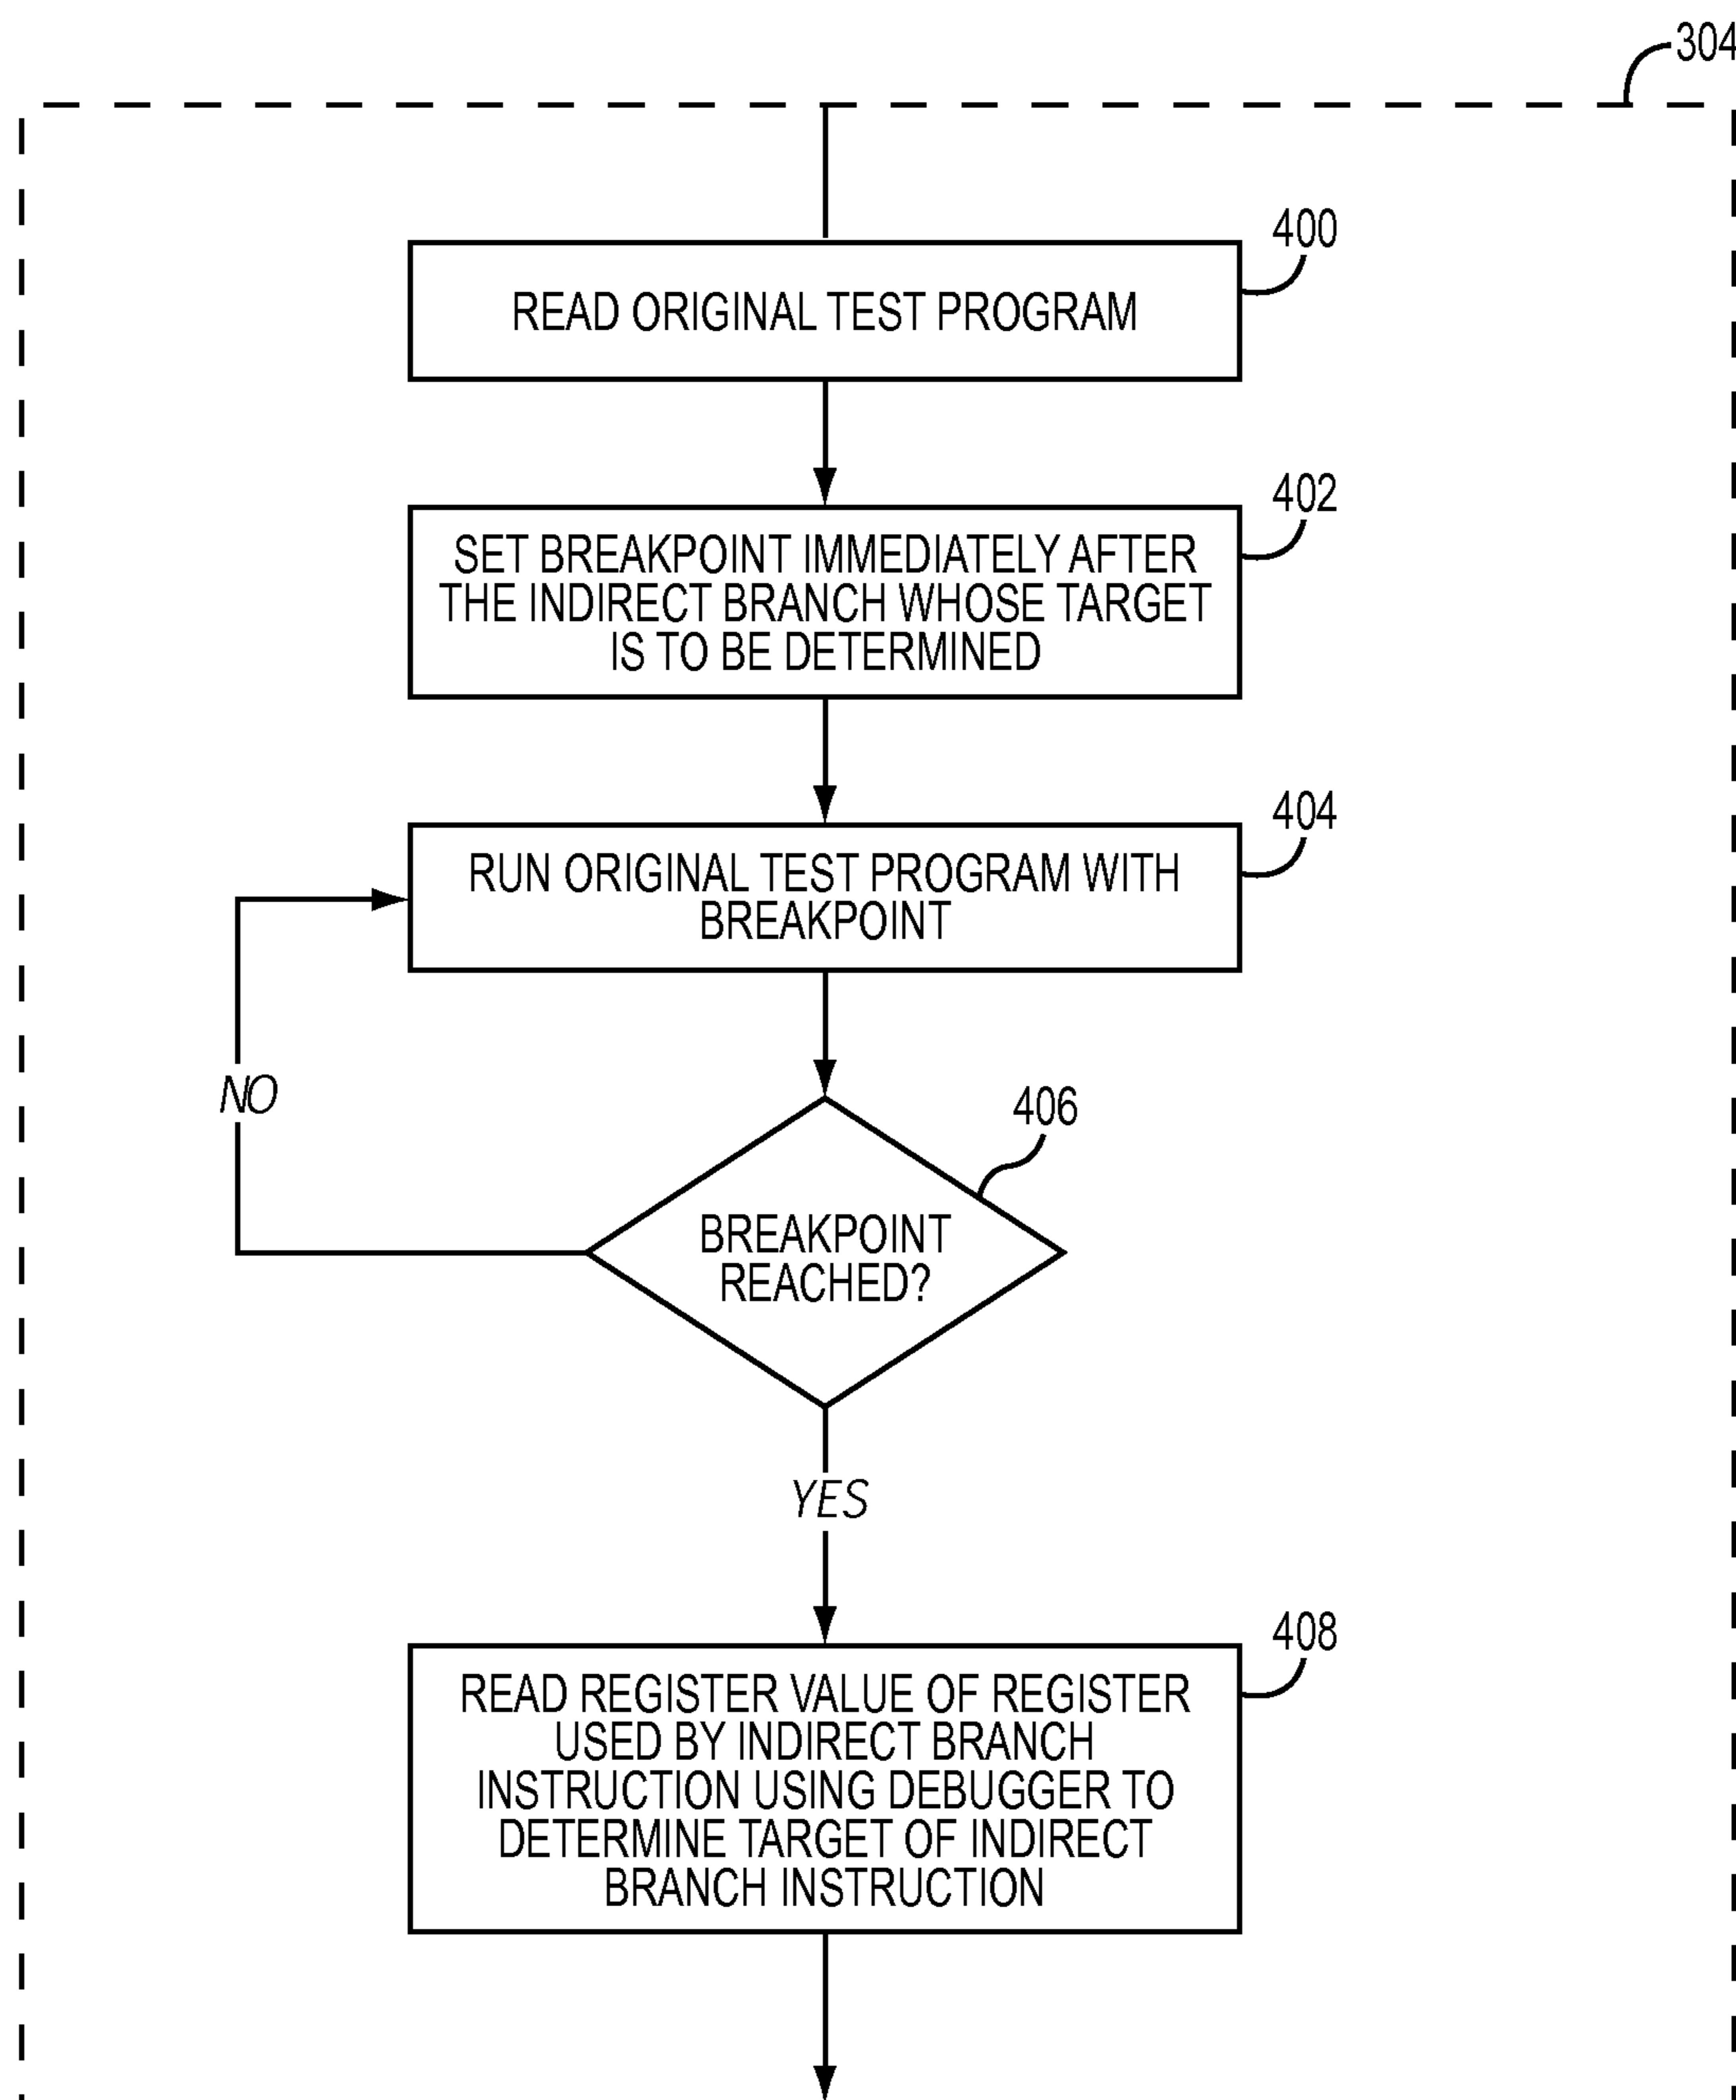 304
400
READ ORIGINAL TEST PROGRAM
402
SET BREAKPOINT IMMEDIATELY AFTER
THE INDIRECT BRANCH WHOSE TARGET
IS TO BE DETERMINED
404
RUN ORIGINAL TEST PROGRAM WITH
BREAKPOINT
NO
406
BREAKPOINT
REACHED?
YES
408
READ REGISTER VALUE OF REGISTER
USED BY INDIRECT BRANCH
INSTRUCTION USING DEBUGGER TO
DETERMINE TARGET OF INDIRECT
BRANCH INSTRUCTION